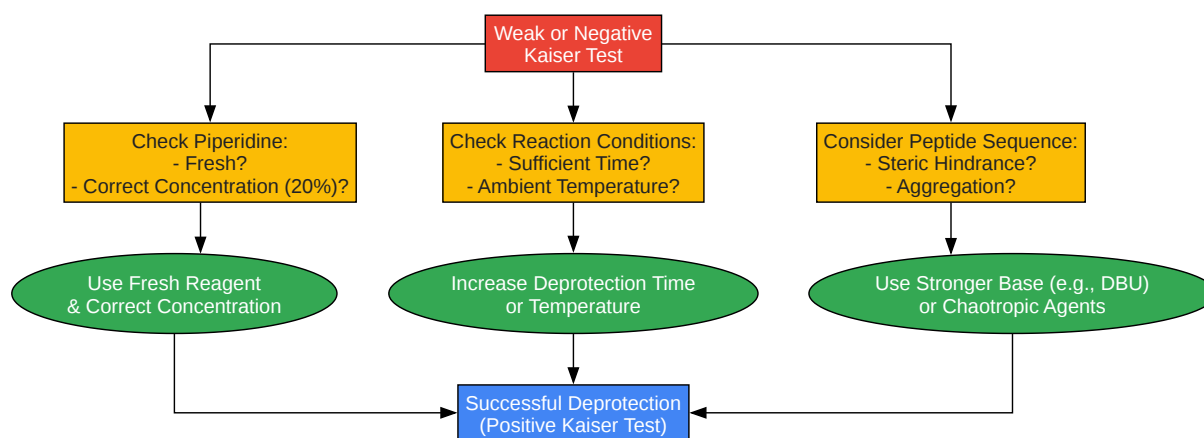 Weak or Negative
Kaiser Test
Check Piperidine:
- Fresh?
- Correct Concentration (20%)?
Check Reaction Conditions:
- Sufficient Time?
- Ambient Temperature?
Consider Peptide Sequence:
- Steric Hindrance?
- Aggregation?
Use Fresh Reagent
& Correct Concentration
Increase Deprotection Time
or Temperature
Use Stronger Base (e.g., DBU)
or Chaotropic Agents
Successful Deprotection
(Positive Kaiser Test)